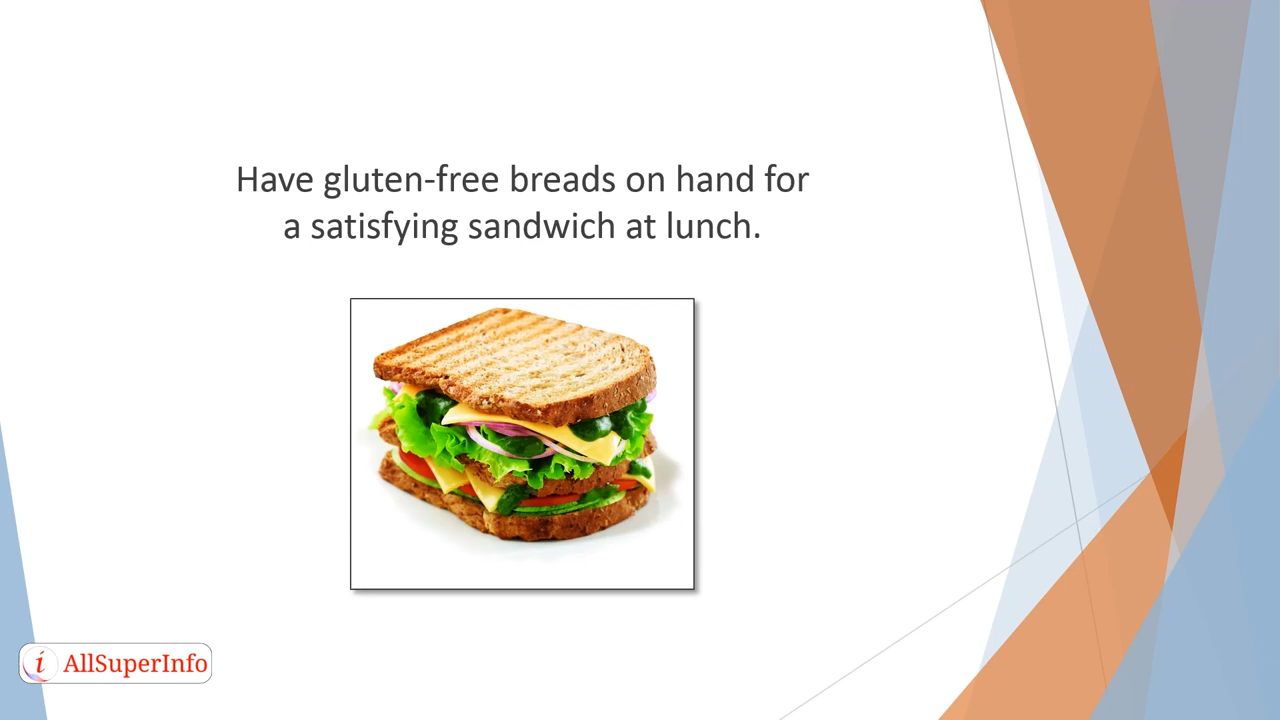 Have gluten-free breads on hand for
a satisfying sandwich at lunch.
i AllSuperInfo